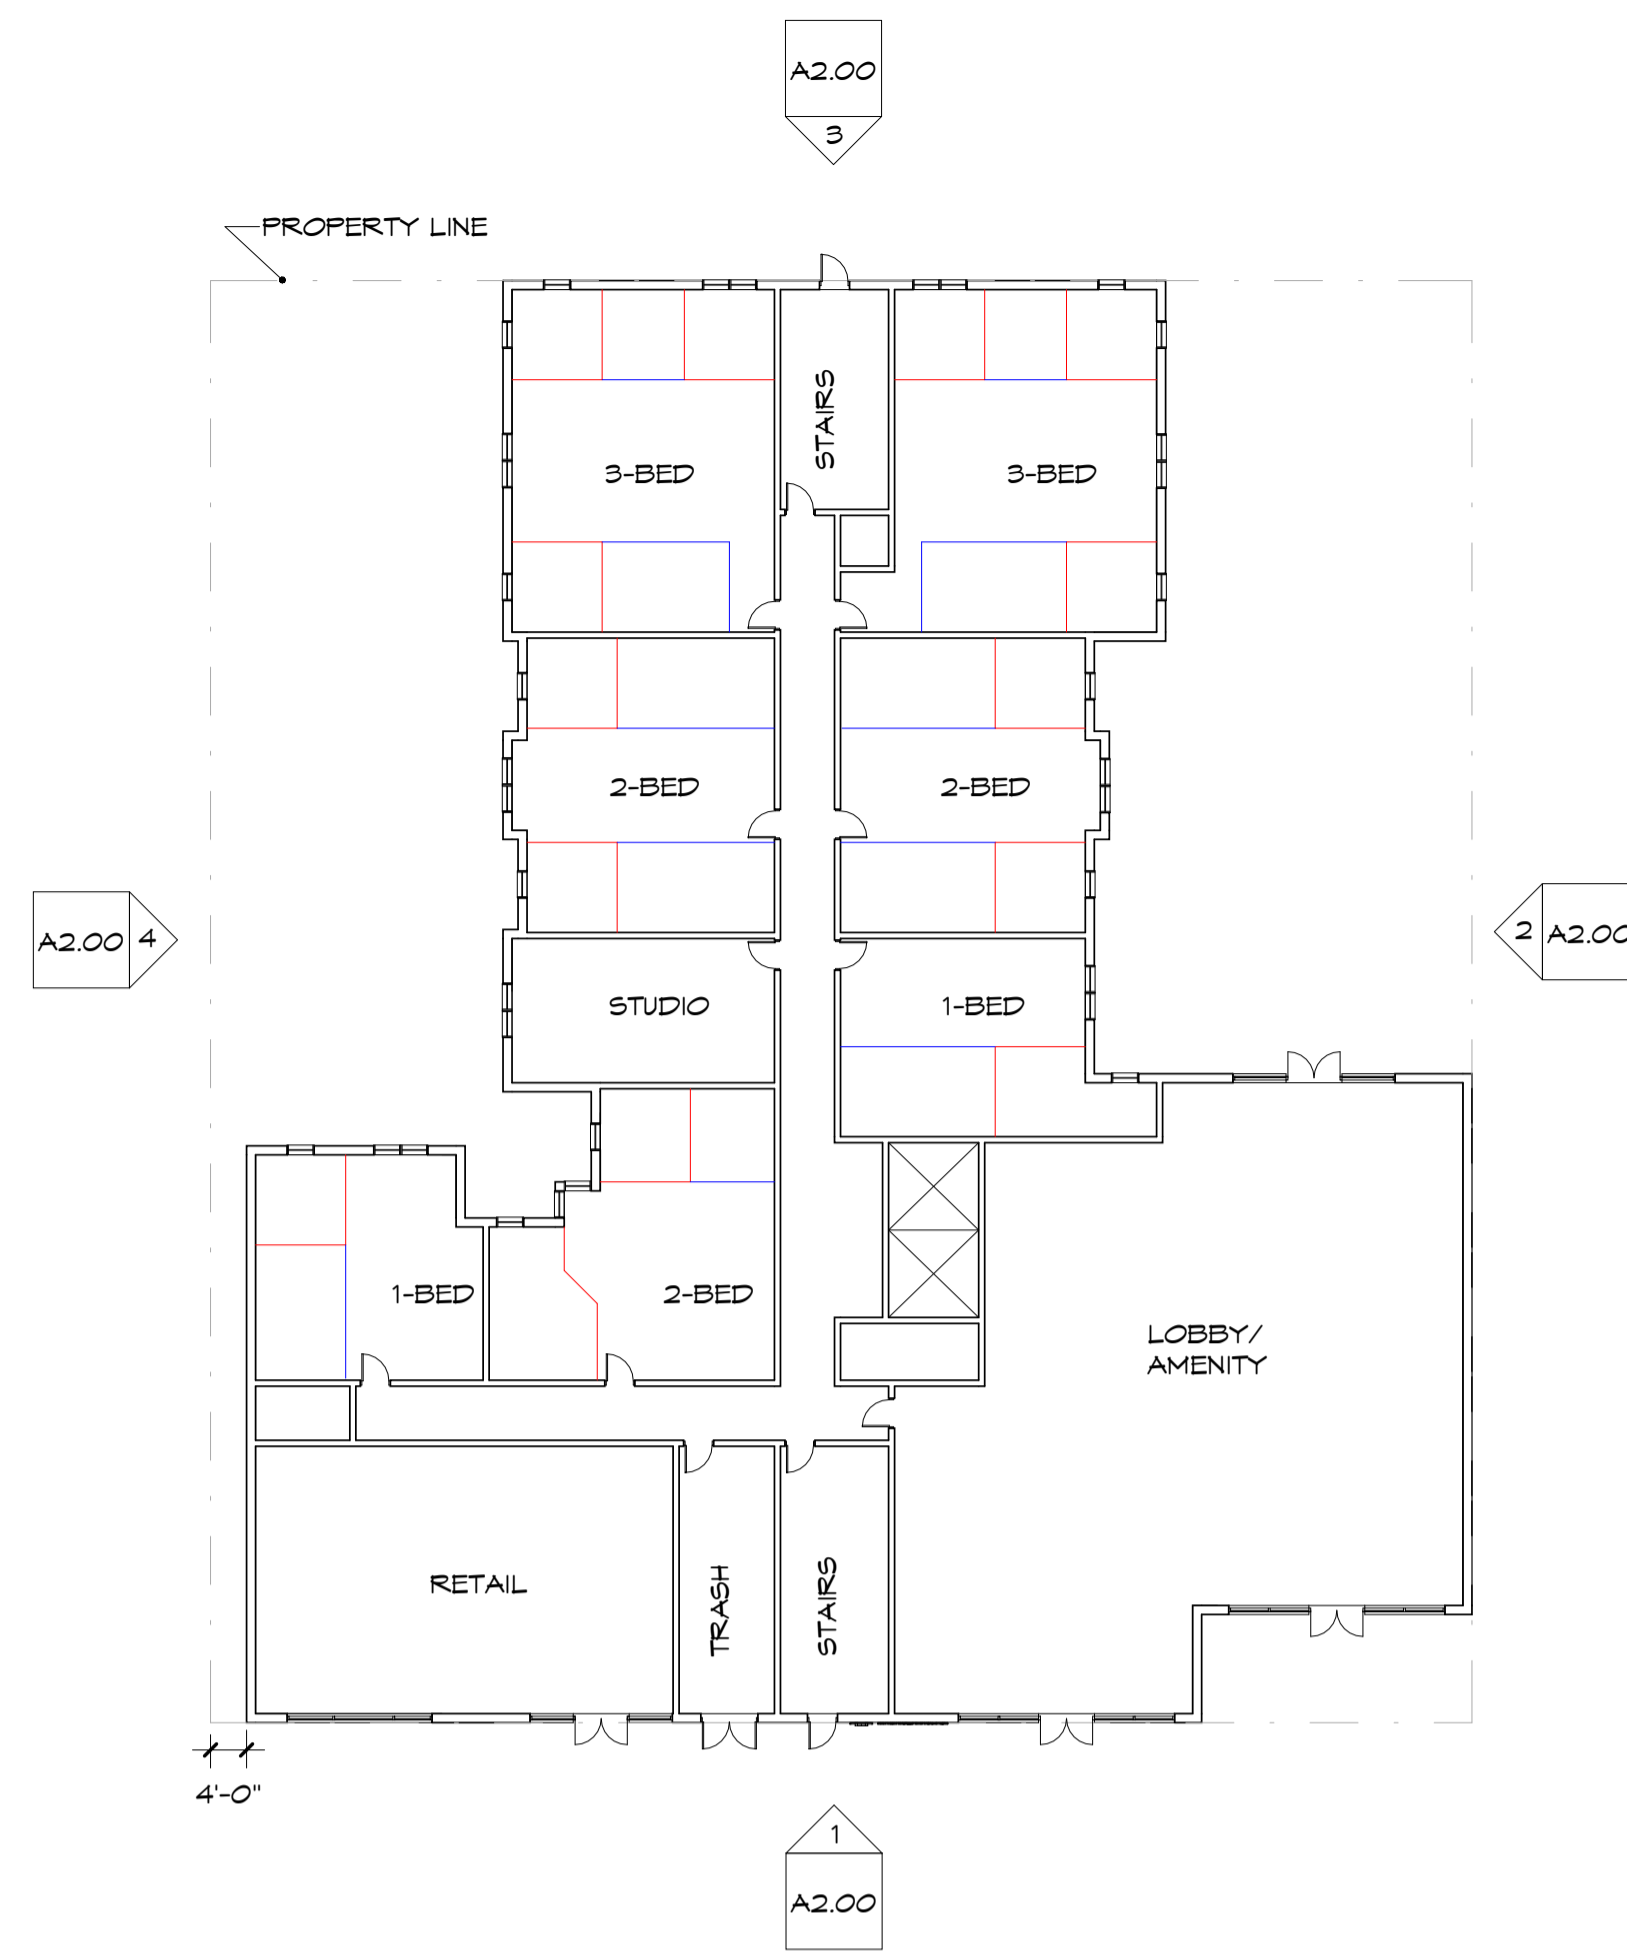 A2.00
3
PROPERTY LINE
STAIRS
3-BED
3-BED
2-BED
2-BED
A2.00
4
2
A2.00
STUDIO
1-BED
1-BED
2-BED
LOBBY/
AMENITY
RETAIL
TRASH
STAIRS
4'-0"
1
A2.00